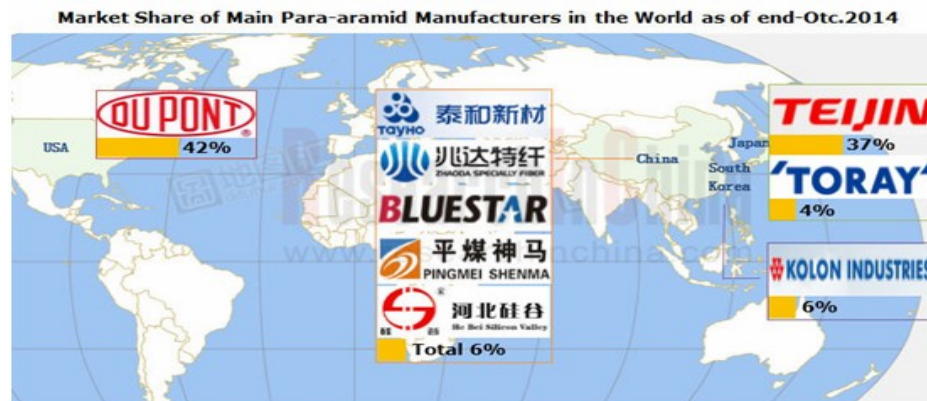 Market Share of Main Para-aramid Manufacturers in the World as of end-Otc.2014
USA
DU PONT
®
42%
TAYHO
泰和新材
兆达特纤
ZHAODA SPECIALLY FIBER
BLUESTAR
平煤神马
PINGMEI SHENMA
河北硅谷
He Bei Silicon Valley
Total 6%
China
Japan
South
Korea
TEIJIN
37%
'TORAY'
4%
KOLON INDUSTRIES
6%